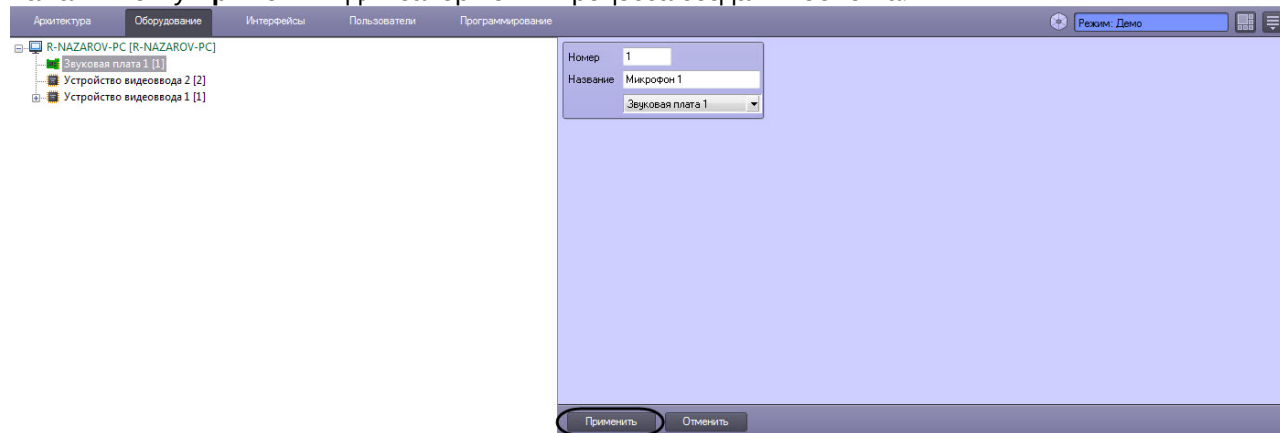 Архитектура Оборудование Интерфейсы Пользователи Программирование Режим: Демо
R-NAZAROV-PC [R-NAZAROV-PC]
Звуковая плата 1 [1]
Устройство видеоввода 2 [2]
Устройство видеоввода 1 [1]
Номер 1
Название Микрофон 1
Звуковая плата 1
Применить Отменить